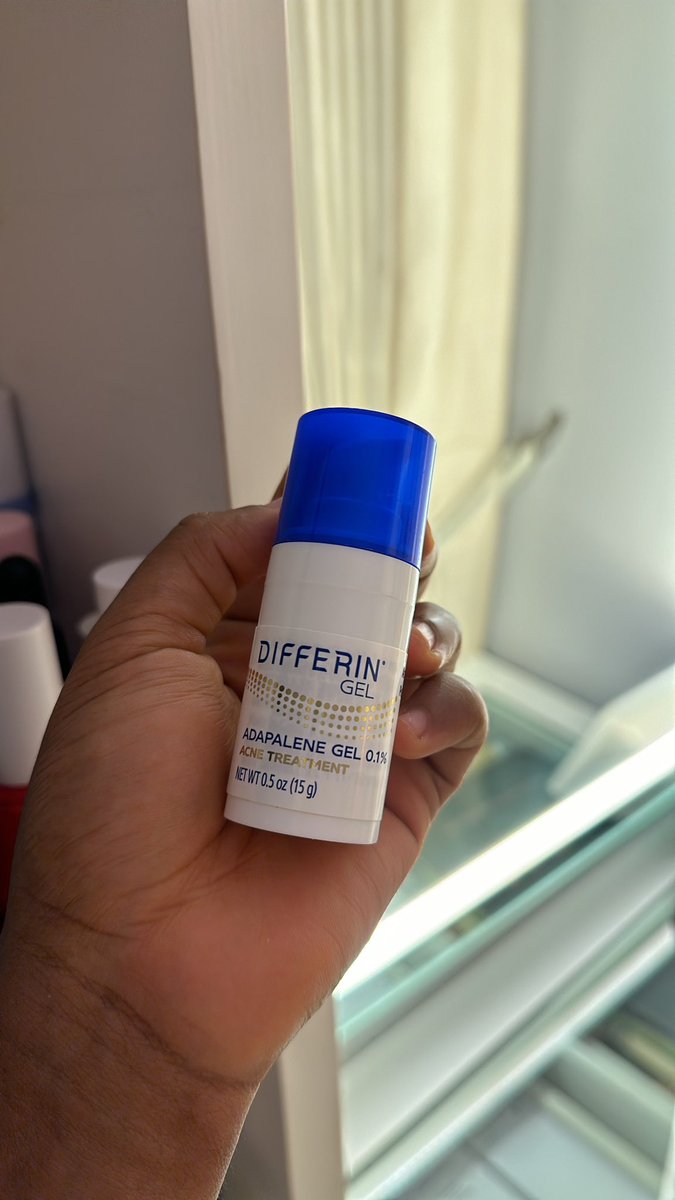 DIFFERIN®
GEL
ADAPALENE GEL 0.1%
ACNE TREATMENT
NET WT 0.5 oz (15 g)